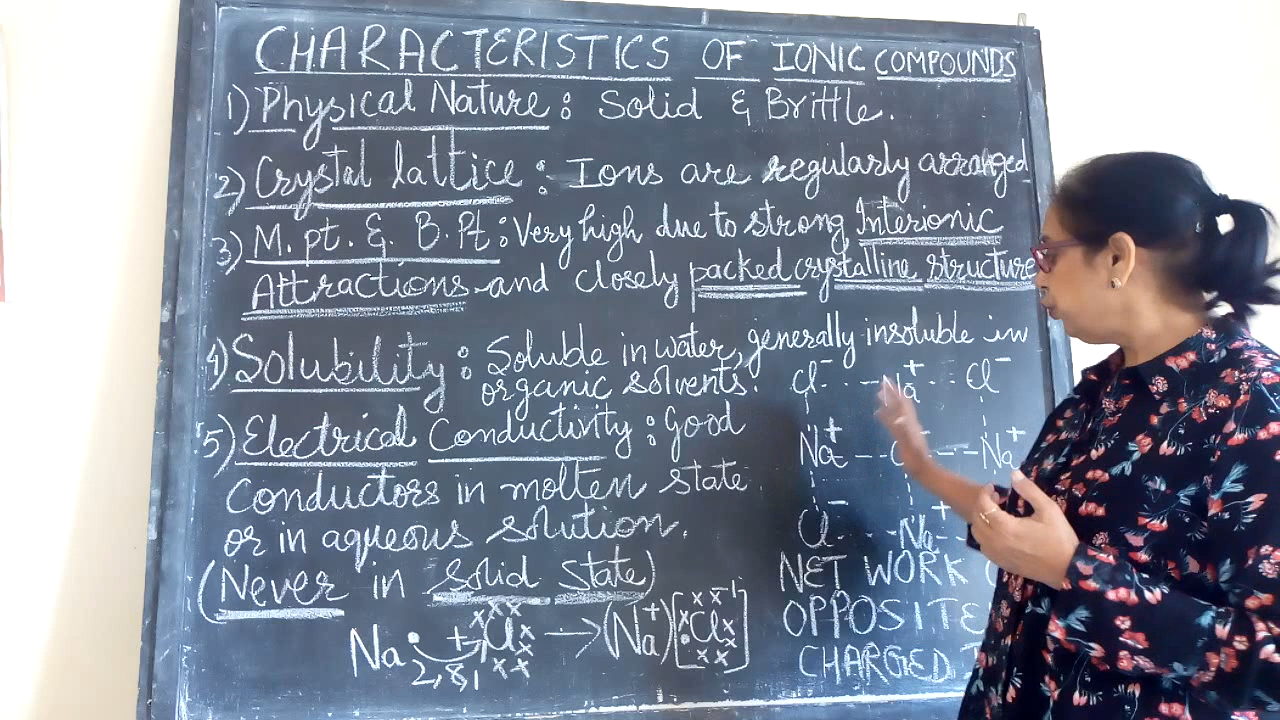 CHARACTERISTICS OF IONIC COMPOUNDS
1) Physical Nature : Solid & Brittle.
2) Crystal lattice : Ions are regularly arranged
3) M. pt. & B. Pt : Very high due to strong Interionic
Attractions and closely packed crystalline structure
4) Solubility : Soluble in water, generally insoluble in
organic solvents.
5) Electrical Conductivity : Good
conductors in molten state
or in aqueous solution.
(Never in solid state)
Na• + Cl → (Na⁺)[Cl]⁻¹
2,8,1
Cl⁻ --- Na⁺ --- Cl⁻
Na⁺ -- C⁻ --- Na⁺
Cl⁻ --- Na⁺ --
NET WORK
OPPOSITE
CHARGED